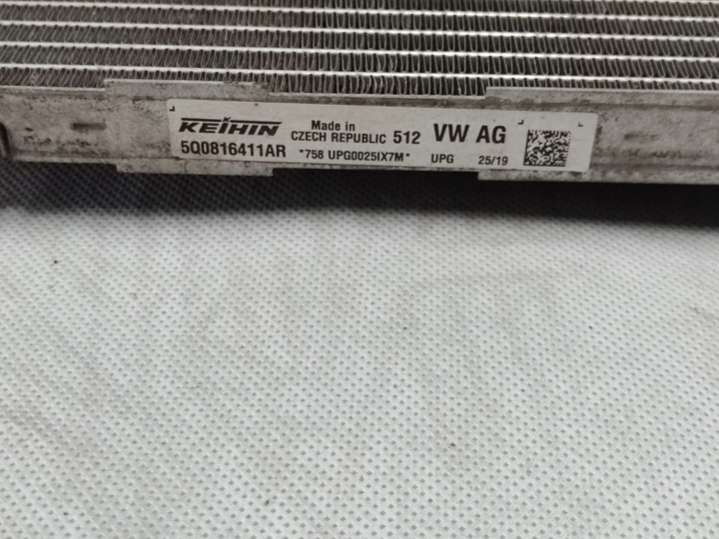 KEIHIN Made in CZECH REPUBLIC 512 VW AG
5Q0816411AR *758 UPG0025IX7M* UPG 25/19